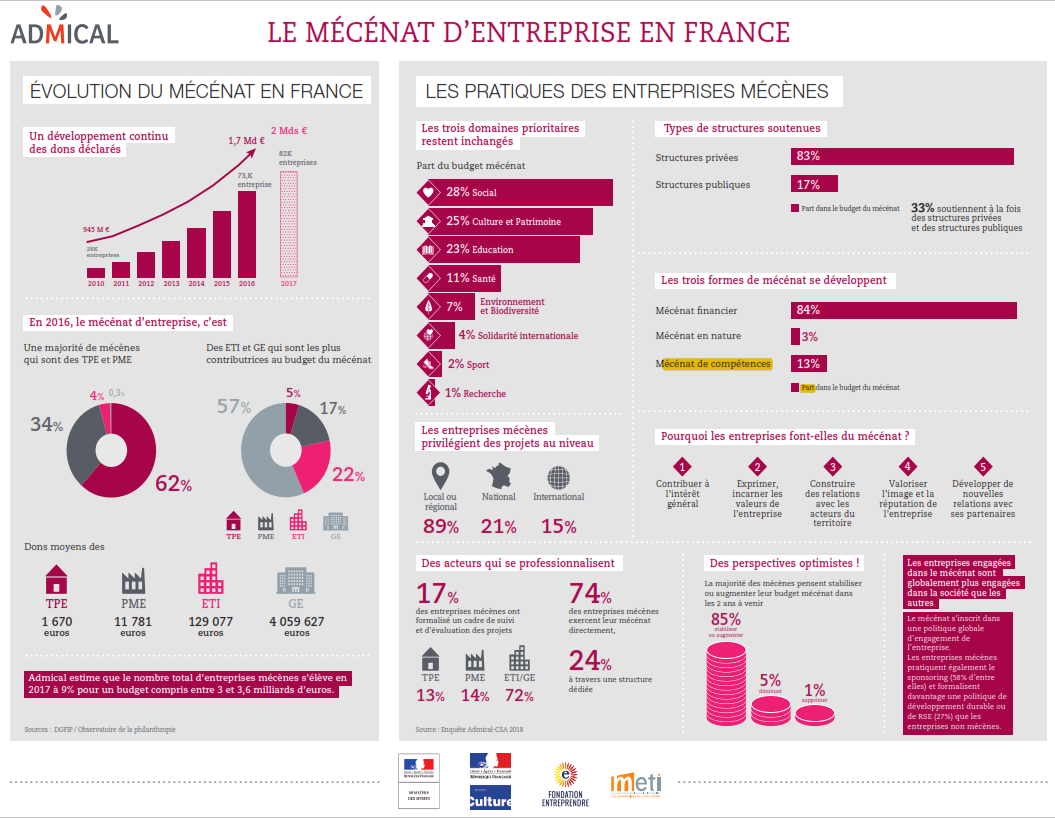 ADMICAL
LE MÉCÉNAT D'ENTREPRISE EN FRANCE
ÉVOLUTION DU MÉCÉNAT EN FRANCE
Un développement continu
des dons déclarés
2 Mds €
1,7 Md €
82K
entreprises
73,K
entreprise
945 M €
28K
entreprises
2010 2011 2012 2013 2014 2015 2016 2017
En 2016, le mécénat d'entreprise, c'est
Une majorité de mécènes
qui sont des TPE et PME
4% 0,3%
34%
62%
Des ETI et GE qui sont les plus
contributrices au budget du mécénat
57%
5%
17%
22%
TPE PME ETI GE
Dons moyens des
TPE PME ETI GE
1 670 11 781 129 077 4 059 627
euros euros euros euros
Admical estime que le nombre total d'entreprises mécènes s'élève en
2017 à 9% pour un budget compris entre 3 et 3,6 milliards d'euros.
Sources : DGFIP / Observatoire de la philanthropie
LES PRATIQUES DES ENTREPRISES MÉCÈNES
Les trois domaines prioritaires
restent inchangés
Part du budget mécénat
28% Social
25% Culture et Patrimoine
23% Education
11% Santé
7% Environnement
et Biodiversité
4% Solidarité internationale
2% Sport
1% Recherche
Les entreprises mécènes
privilégient des projets au niveau
Local ou
régional
National
International
89% 21% 15%
Types de structures soutenues
Structures privées 83%
Structures publiques 17%
Part dans le budget du mécénat
33% soutiennent à la fois
des structures privées
et des structures publiques
Les trois formes de mécénat se développent
Mécénat financier 84%
Mécénat en nature 3%
Mécénat de compétences 13%
Part dans le budget du mécénat
Pourquoi les entreprises font-elles du mécénat ?
1
Contribuer à
l'intérêt
général
2
Exprimer,
incarner les
valeurs de
l'entreprise
3
Construire
des relations
avec les
acteurs du
territoire
4
Valoriser
l'image et la
réputation de
l'entreprise
5
Développer de
nouvelles
relations avec
ses partenaires
Des acteurs qui se professionnalisent
17%
des entreprises mécènes ont
formalisé un cadre de suivi
et d'évaluation des projets
TPE PME ETI/GE
13% 14% 72%
74%
des entreprises mécènes
exercent leur mécénat
directement,
24%
à travers une structure
dédiée
Source : Enquête Admical-CSA 2018
Des perspectives optimistes !
La majorité des mécènes pensent stabiliser
ou augmenter leur budget mécénat dans
les 2 ans à venir
85%
stabiliser
ou augmenter
5%
diminuer
1%
supprimer
Les entreprises engagées
dans le mécénat sont
globalement plus engagées
dans la société que les
autres
Le mécénat s'inscrit dans
une politique globale
d'engagement de
l'entreprise.
Les entreprises mécènes
pratiquent également le
sponsoring (58% d'entre
elles) et formalisent
davantage une politique de
développement durable ou
de RSE (27%) que les
entreprises non mécènes.
RÉPUBLIQUE FRANÇAISE
MINISTÈRE
DES SPORTS
RÉPUBLIQUE FRANÇAISE
Culture
e
FONDATION
ENTREPRENDRE
meti